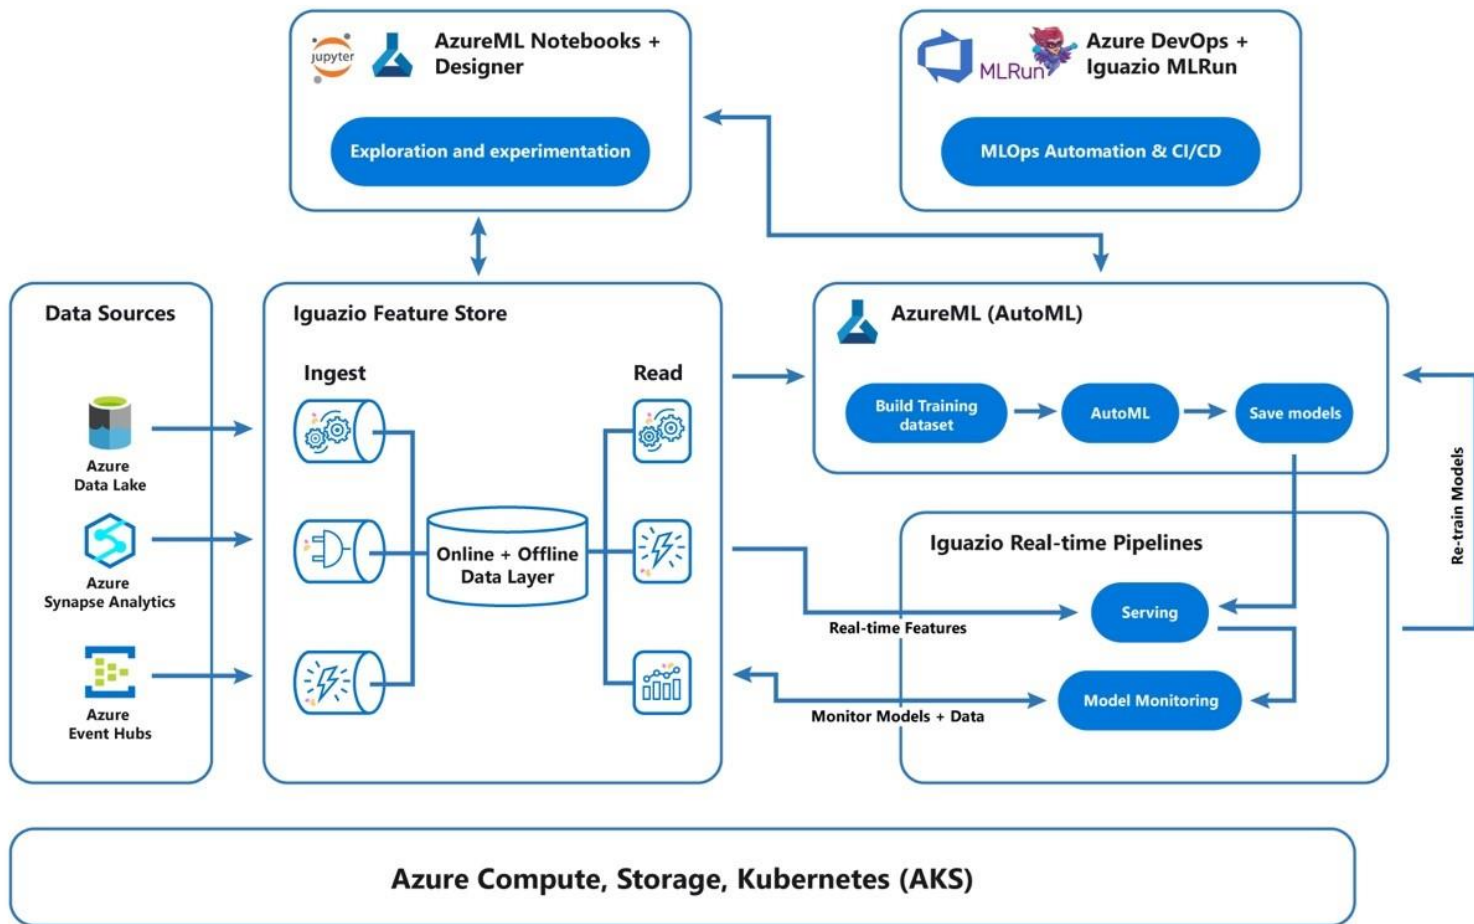 jupyter
AzureML Notebooks +
Designer
Exploration and experimentation
MLRun
Azure DevOps +
Iguazio MLRun
MLOps Automation & CI/CD
Data Sources
Azure
Data Lake
Azure
Synapse Analytics
Azure
Event Hubs
Iguazio Feature Store
Ingest
Read
Online + Offline
Data Layer
AzureML (AutoML)
Build Training
dataset
AutoML
Save models
Re-train Models
Iguazio Real-time Pipelines
Serving
Real-time Features
Model Monitoring
Monitor Models + Data
Azure Compute, Storage, Kubernetes (AKS)